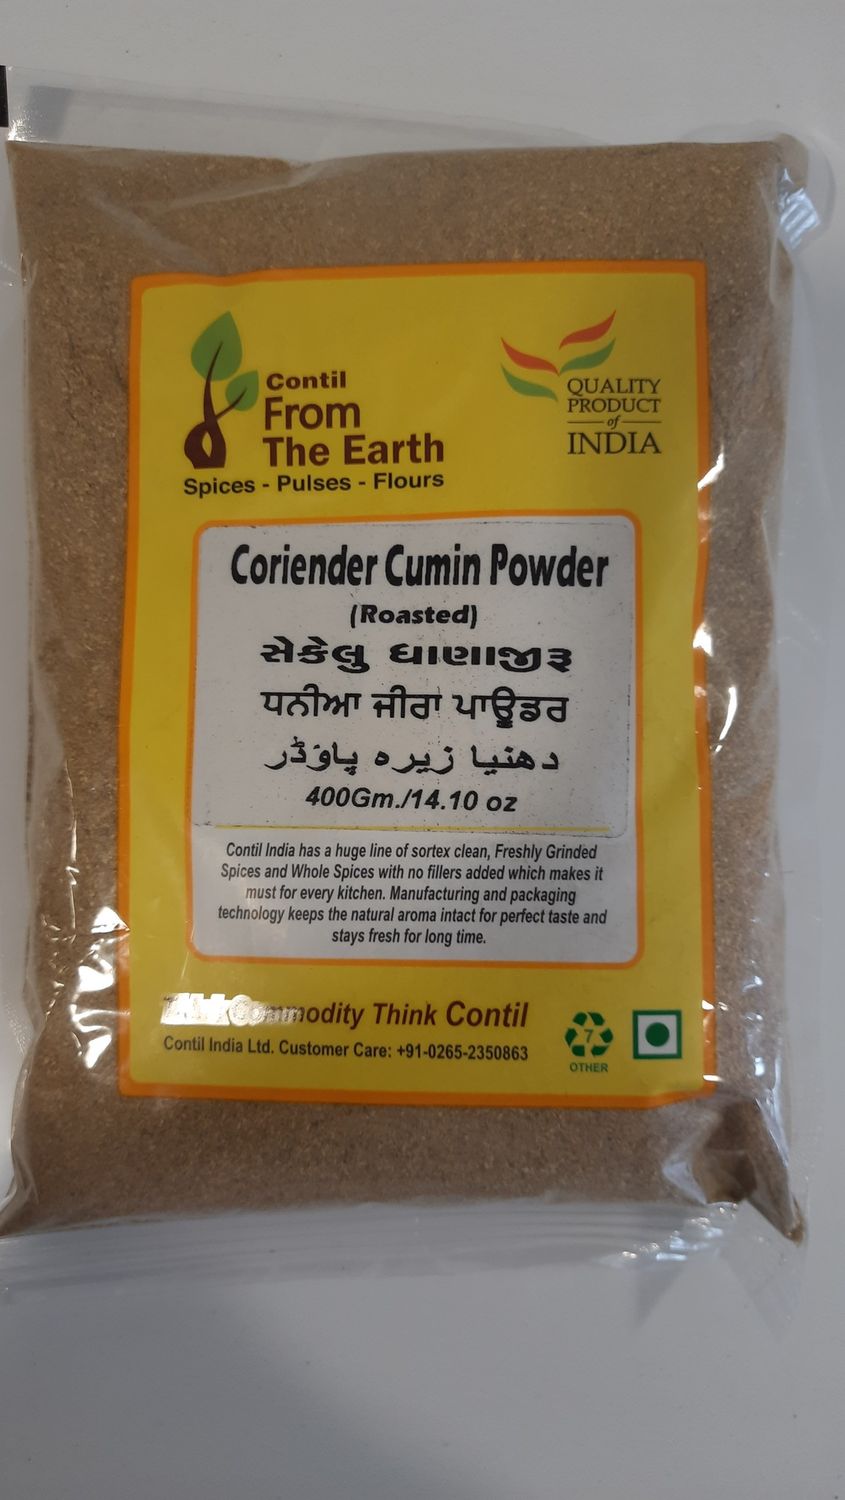 Contil
From
The Earth
Spices - Pulses - Flours
QUALITY
PRODUCT
of
INDIA
Coriender Cumin Powder
(Roasted)
સેકેલુ ધાણાજીરૂ
ਧਨੀਆ ਜੀਰਾ ਪਾਊਡਰ
دھنیا زیرہ پاؤڈر
400Gm./14.10 oz
Contil India has a huge line of sortex clean, Freshly Grinded
Spices and Whole Spices with no fillers added which makes it
must for every kitchen. Manufacturing and packaging
technology keeps the natural aroma intact for perfect taste and
stays fresh for long time.
Commodity Think Contil
Contil India Ltd. Customer Care: +91-0265-2350863
7
OTHER